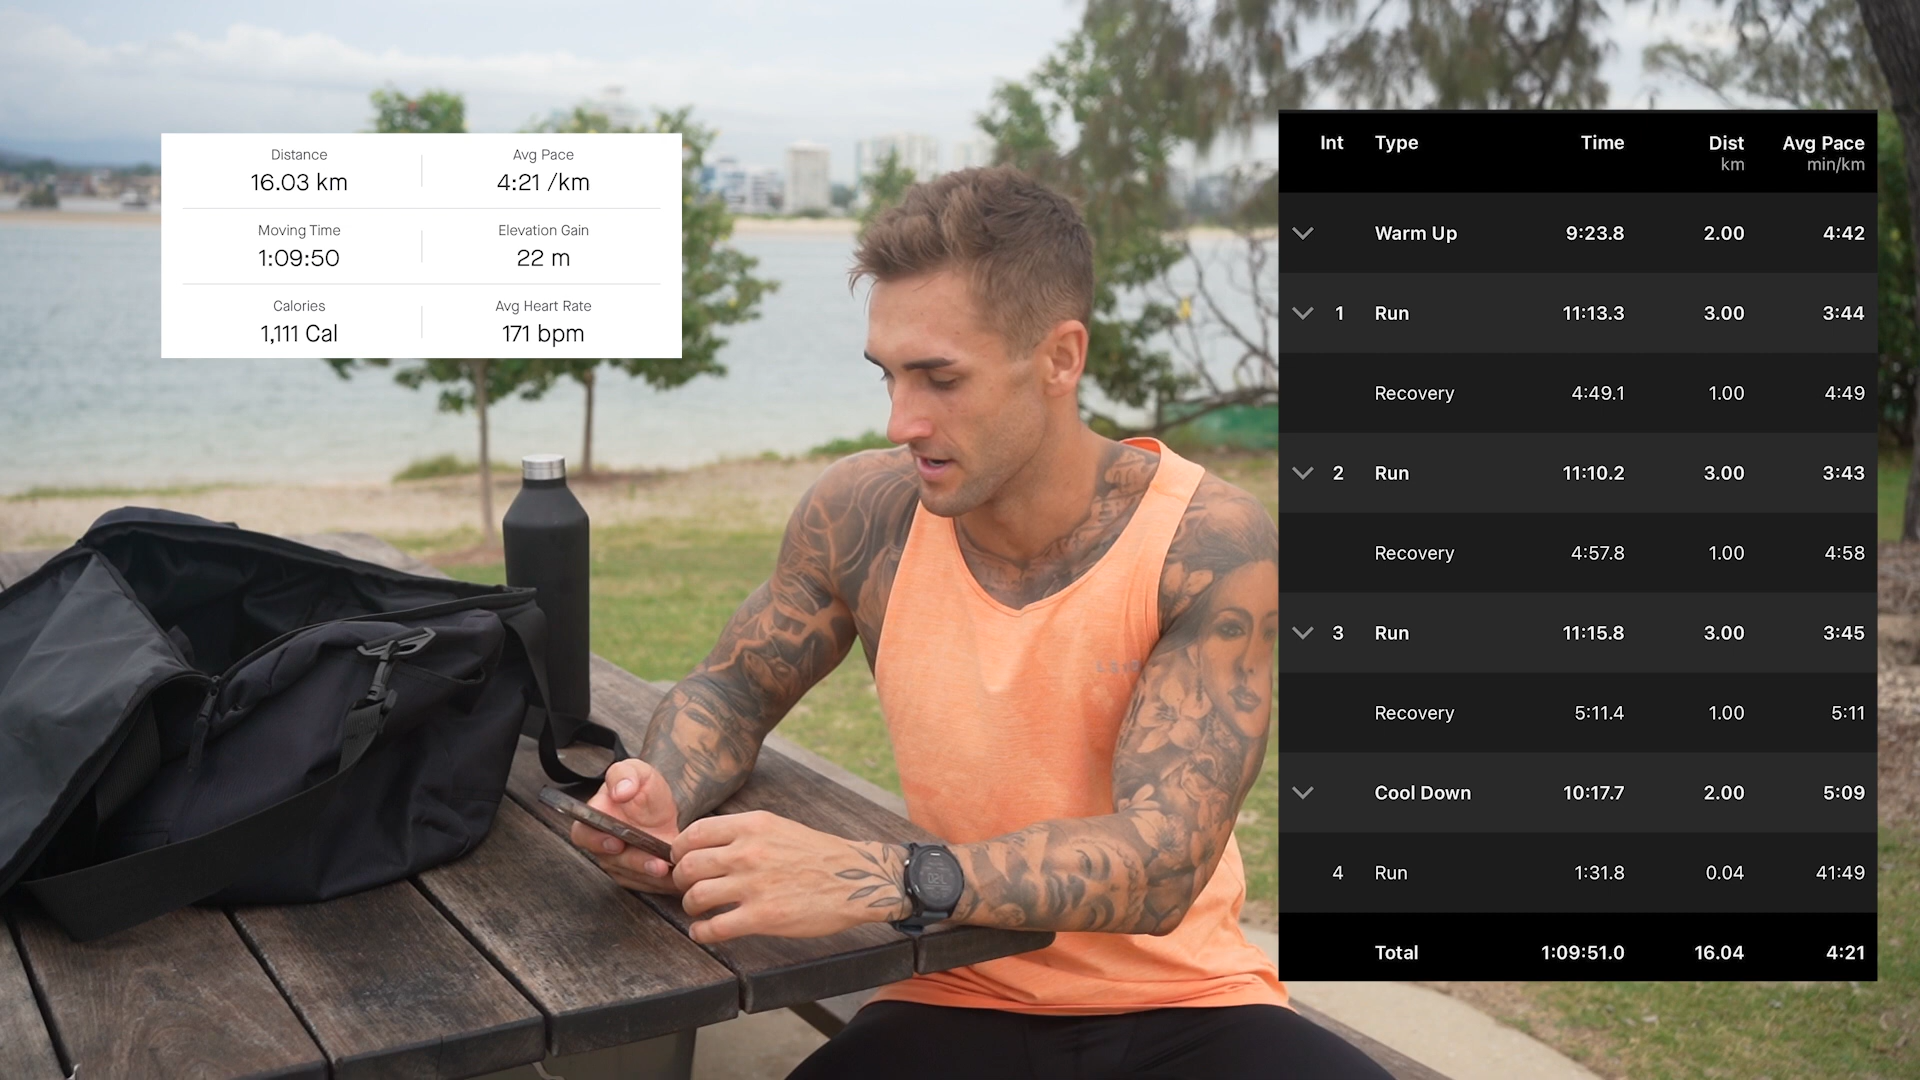 Distance Avg Pace
16.03 km 4:21 /km
Moving Time Elevation Gain
1:09:50 22 m
Calories Avg Heart Rate
1,111 Cal 171 bpm
Int Type Time Dist Avg Pace
km min/km
Warm Up 9:23.8 2.00 4:42
1 Run 11:13.3 3.00 3:44
Recovery 4:49.1 1.00 4:49
2 Run 11:10.2 3.00 3:43
Recovery 4:57.8 1.00 4:58
3 Run 11:15.8 3.00 3:45
Recovery 5:11.4 1.00 5:11
Cool Down 10:17.7 2.00 5:09
4 Run 1:31.8 0.04 41:49
Total 1:09:51.0 16.04 4:21